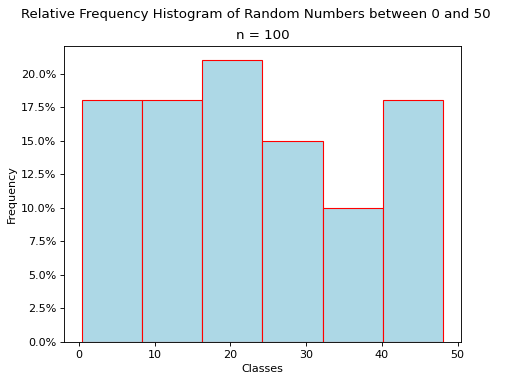 Relative Frequency Histogram of Random Numbers between 0 and 50
n = 100
20.0%
17.5%
15.0%
12.5%
10.0%
7.5%
5.0%
2.5%
0.0%
Frequency
0 10 20 30 40 50
Classes